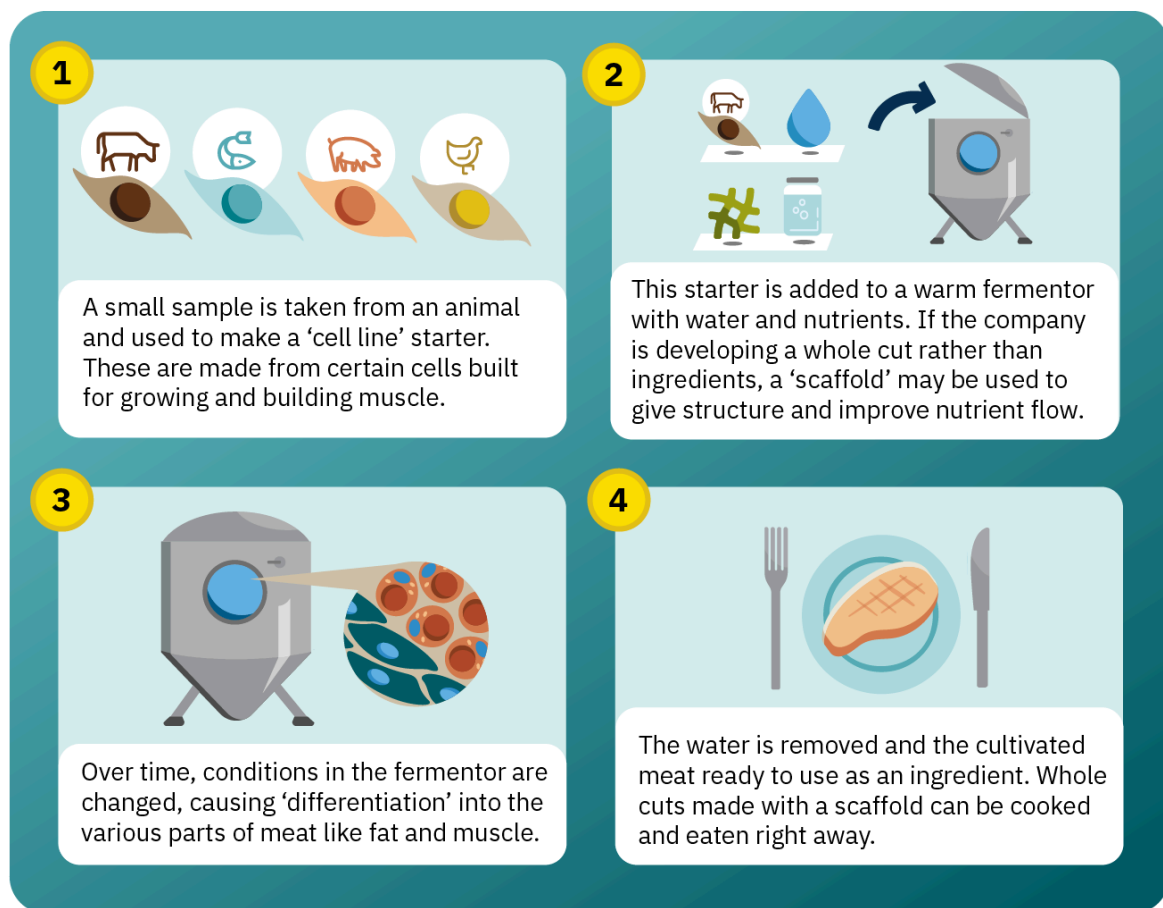 1
A small sample is taken from an animal
and used to make a ‘cell line’ starter.
These are made from certain cells built
for growing and building muscle.
2
This starter is added to a warm fermentor
with water and nutrients. If the company
is developing a whole cut rather than
ingredients, a ‘scaffold’ may be used to
give structure and improve nutrient flow.
3
Over time, conditions in the fermentor are
changed, causing ‘differentiation’ into the
various parts of meat like fat and muscle.
4
The water is removed and the cultivated
meat ready to use as an ingredient. Whole
cuts made with a scaffold can be cooked
and eaten right away.